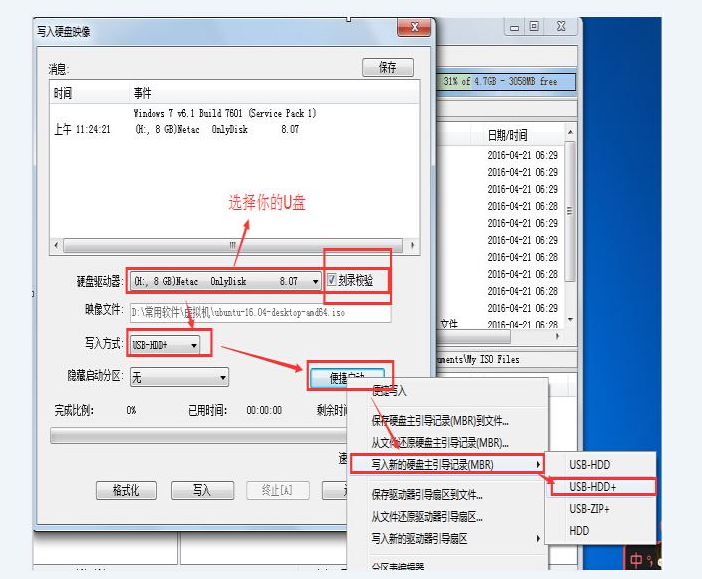 写入硬盘映像
消息:
保存
31% of 4.7GB - 3058MB free
时间 事件
Windows 7 v6.1 Build 7601 (Service Pack 1)
上午 11:24:21 (H:, 8 GB)Netac OnlyDisk 8.07
日期/时间
2016-04-21 06:29
2016-04-21 06:29
2016-04-21 06:29
2016-04-21 06:28
2016-04-21 06:29
2016-04-21 06:29
2016-04-21 06:28
2016-04-21 06:28
2016-04-21 06:28
2016-04-21 06:29
文件 2016-04-21 06:28
选择你的U盘
硬盘驱动器: (H:, 8 GB)Netac OnlyDisk 8.07 刻录校验
映像文件: D:\常用软件\虚拟机\ubuntu-16.04-desktop-amd64.iso
写入方式: USB-HDD+
uments\My ISO Files
隐藏启动分区: 无 便捷启动
完成比例: 0% 已用时间: 00:00:00 剩余时
速
格式化 写入 终止[A]
便捷写入
保存硬盘主引导记录(MBR)到文件...
从文件还原硬盘主引导记录(MBR)...
写入新的硬盘主引导记录(MBR)
保存驱动器引导扇区到文件...
从文件还原驱动器引导扇区...
写入新的驱动器引导扇区
分区表编辑器
USB-HDD
USB-HDD+
USB-ZIP+
HDD
中